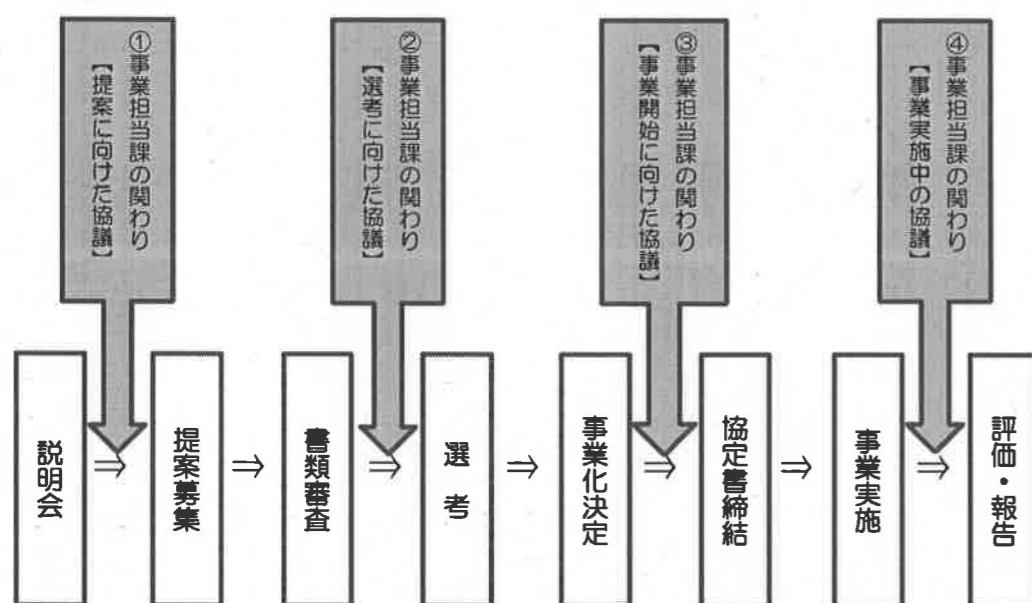 ①事業担当課の関わり
【提案に向けた協議】
②事業担当課の関わり
【選考に向けた協議】
③事業担当課の関わり
【事業開始に向けた協議】
④事業担当課の関わり
【事業実施中の協議】
説明会
⇒
提案募集
⇒
書類審査
⇒
選考
⇒
事業化決定
⇒
協定書締結
⇒
事業実施
⇒
評価・報告